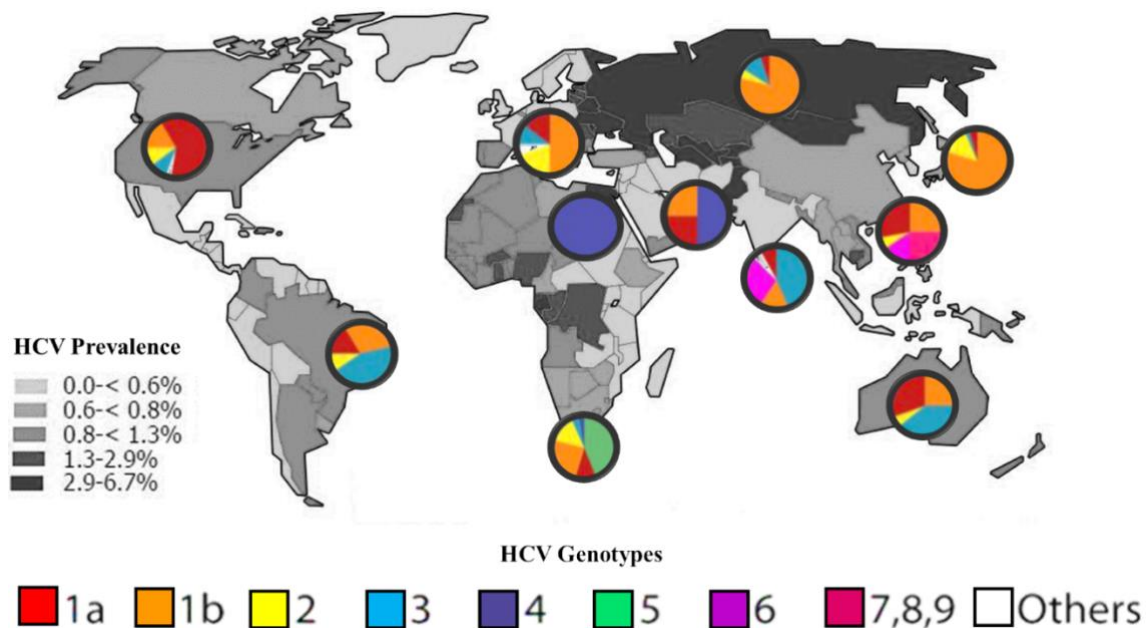 HCV Prevalence
0.0-< 0.6%
0.6-< 0.8%
0.8-< 1.3%
1.3-2.9%
2.9-6.7%
HCV Genotypes
1a 1b 2 3 4 5 6 7,8,9 Others